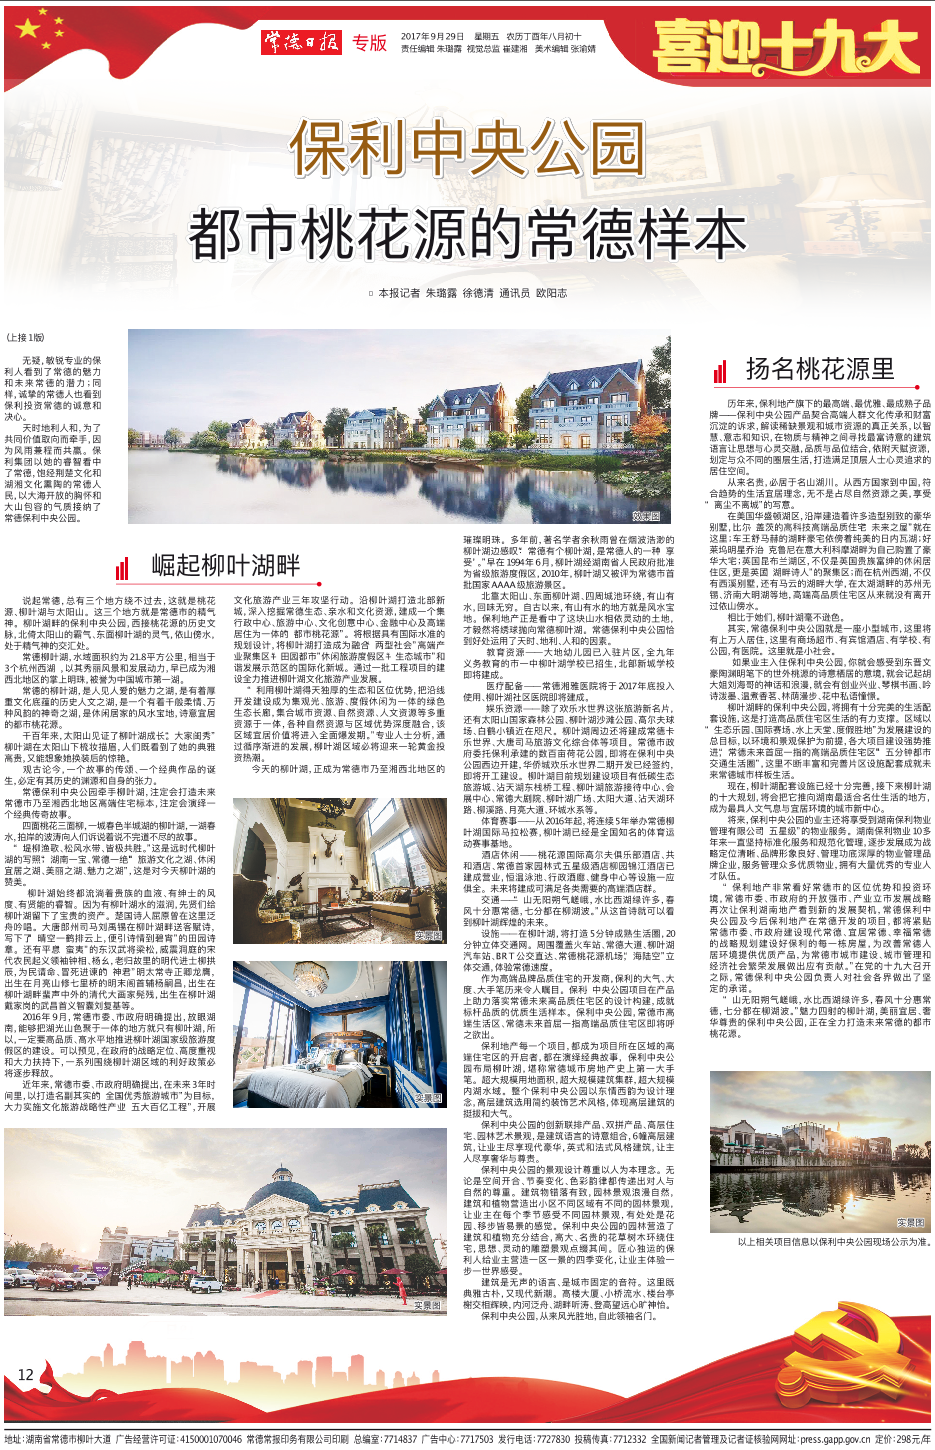 常德日报 专版
2017年9月29日 星期五 农历丁酉年八月初十
责任编辑 朱璐露 视觉总监 崔建湘 美术编辑 张渝婧
喜迎十九大
保利中央公园
都市桃花源的常德样本
□ 本报记者 朱璐露 徐德清 通讯员 欧阳志
(上接1版)
无疑,敏锐专业的保
利人看到了常德的魅力
和未来常德的潜力;同
样,诚挚的常德人也看到
保利投资常德的诚意和
决心。
天时地利人和,为了
共同价值取向而牵手,因
为风雨兼程而共赢。保
利集团以她的睿智看中
了常德,饱经荆楚文化和
湖湘文化熏陶的常德人
民,以大海开放的胸怀和
大山包容的气质接纳了
常德保利中央公园。
效果图
崛起柳叶湖畔
说起常德,总有三个地方绕不过去,这就是桃花
源、柳叶湖与太阳山。这三个地方就是常德市的精气
神。柳叶湖畔的保利中央公园,西接桃花源的历史文
脉,北倚太阳山的霸气、东面柳叶湖的灵气,依山傍水,
处于精气神的交汇处。
常德柳叶湖,水域面积约为21.8平方公里,相当于
3个杭州西湖,以其秀丽风景和发展动力,早已成为湘
西北地区的掌上明珠,被誉为中国城市第一湖。
常德的柳叶湖,是人见人爱的魅力之湖,是有着厚
重文化底蕴的历史人文之湖,是一个有着千般柔情、万
种风韵的神奇之湖,是休闲居家的风水宝地,诗意宜居
的都市桃花源。
千百年来,太阳山见证了柳叶湖成长:“大家闺秀”
柳叶湖在太阳山下梳妆描眉,人们既看到了她的典雅
高贵,又能想象她换装后的惊艳。
观古论今,一个故事的传颂、一个经典作品的诞
生,必定有其历史的渊源和自身的张力。
常德保利中央公园牵手柳叶湖,注定会打造未来
常德市乃至湘西北地区高端住宅标本,注定会演绎一
个经典传奇故事。
四面桃花三面柳,一城春色半城湖的柳叶湖,一湖春
水,拍岸的波涛向人们诉说着说不完道不尽的故事。
“堤柳渔歌、松风水带、皆极共胜。”这是远时代柳叶
湖的写照;“湖南一宝、常德一绝”“旅游文化之湖、休闲
宜居之湖、美丽之湖、魅力之湖”,这是对今天柳叶湖的
赞美。
柳叶湖始终都流淌着贵族的血液、有绅士的风
度、有贤能的睿智。因为有柳叶湖水的滋润,先贤们给
柳叶湖留下了宝贵的资产。楚国诗人屈原曾在这里泛
舟吟唱。大唐郎州司马刘禹锡在柳叶湖畔送客赋诗,
写下了“晴空一鹤排云上,便引诗情到碧霄”的田园诗
章。还有平息“蛮夷”的东汉武将梁松,威震洞庭的宋
代农民起义领袖钟相、杨幺,老归故里的明代进士柳拱
辰,为民请命、冒死进谏的“神君”明太常寺正卿龙膺,
出生在月亮山修七里桥的明末阁首辅杨嗣昌,出生在
柳叶湖畔蜚声中外的清代大画家髡残,出生在柳叶湖
戴家岗的武昌首义智囊刘复基等。
2016年9月,常德市委、市政府明确提出,放眼湖
南,能够把湖光山色聚于一体的地方就只有柳叶湖,所
以,一定要高品质、高水平地推进柳叶湖国家级旅游度
假区的建设。可以预见,在政府的战略定位、高度重视
和大力扶持下,一系列围绕柳叶湖区域的利好政策必
将逐步释放。
近年来,常德市委、市政府明确提出,在未来3年时
间里,以打造名副其实的“全国优秀旅游城市”为目标,
大力实施文化旅游战略性产业“五大百亿工程”,开展
文化旅游产业三年攻坚行动。沿柳叶湖打造北部新
城,深入挖掘常德生态、亲水和文化资源,建成一个集
行政中心、旅游中心、文化创意中心、金融中心及高端
居住为一体的“都市桃花源”。将根据具有国际水准的
规划设计,将柳叶湖打造成为融合“两型社会”高端产
业聚集区+“田园都市”休闲旅游度假区+“生态城市”和
谐发展示范区的国际化新城。通过一批工程项目的建
设全力推进柳叶湖文化旅游产业发展。
“利用柳叶湖得天独厚的生态和区位优势,把沿线
开发建设成为集观光、旅游、度假休闲为一体的绿色
生态长廊,集合城市资源、自然资源、人文资源等多重
资源于一体,各种自然资源与区域优势深度融合,该
区域宜居价值将进入全面爆发期。”专业人士分析,通
过循序渐进的发展,柳叶湖区域必将迎来一轮黄金投
资热潮。
今天的柳叶湖,正成为常德市乃至湘西北地区的
实景图
实景图
实景图
璀璨明珠。多年前,著名学者余秋雨曾在烟波浩渺的
柳叶湖边感叹:“常德有个柳叶湖,是常德人的一种‘享
受’。”早在1994年6月,柳叶湖经湖南省人民政府批准
为省级旅游度假区,2010年,柳叶湖又被评为常德市首
批国家AAAA级旅游景区。
北靠太阳山、东面柳叶湖、四周城池环绕,有山有
水,回味无穷。自古以来,有山有水的地方就是风水宝
地。保利地产正是看中了这块山水相依灵动的土地,
才毅然将绣球抛向常德柳叶湖。常德保利中央公园恰
到好处运用了天时、地利、人和的因素。
教育资源——大地幼儿园已入驻片区,全九年
义务教育的市一中柳叶湖学校已招生,北部新城学校
即将建成。
医疗配备——常德湘雅医院将于2017年底投入
使用,柳叶湖社区医院即将建成。
娱乐资源——除了欢乐水世界这张旅游新名片,
还有太阳山国家森林公园、柳叶湖沙滩公园、高尔夫球
场、白鹤小镇近在咫尺。柳叶湖周边还将建成常德卡
乐世界、大唐司马旅游文化综合体等项目。常德市政
府委托保利承建的数百亩荷花公园,即将在保利中央
公园西边开建,华侨城欢乐水世界二期开发已经签约,
即将开工建设。柳叶湖目前规划建设项目有低碳生态
旅游城、沾天湖东栈桥工程、柳叶湖旅游接待中心、会
展中心、常德大剧院、柳叶湖广场、太阳大道、沾天湖环
路、柳溪路、月亮大道、环城水系等。
体育赛事——从2016年起,将连续5年举办常德柳
叶湖国际马拉松赛,柳叶湖已经是全国知名的体育运
动赛事基地。
酒店休闲——桃花源国际高尔夫俱乐部酒店、共
和酒店、常德首家园林式五星级酒店柳园锦江酒店已
建成营业,恒温泳池、行政酒廊、健身中心等设施一应
俱全。未来将建成可满足各类需要的高端酒店群。
交通——“山无阳朔气嵯峨,水比西湖绿许多,春
风十分惠常德,七分都在柳湖波。”从这首诗就可以看
到柳叶湖辉煌的未来。
设施——在柳叶湖,将打造5分钟成熟生活圈,20
分钟立体交通网。周围覆盖火车站、常德大道、柳叶湖
汽车站、BRT公交直达、常德桃花源机场;“海陆空”立
体交通,体验常德速度。
作为高端品牌品质住宅的开发商,保利的大气、大
度、大手笔历来令人瞩目。保利·中央公园项目在产品
上助力落实常德未来高品质住宅区的设计构建,成就
标杆品质的优质生活样本。保利中央公园,常德市高
端生活区、常德未来首屈一指高端品质住宅区即将呼
之欲出。
保利地产每一个项目,都成为项目所在区域的高
端住宅区的开启者,都在演绎经典故事,保利中央公
园布局柳叶湖,堪称常德城市房地产史上第一大手
笔。超大规模用地面积,超大规模建筑集群,超大规模
内湖水域。整个保利中央公园以东情西韵为设计理
念,高层建筑选用简约装饰艺术风格,体现高层建筑的
挺拔和大气。
保利中央公园的创新联排产品、双拼产品、高层住
宅、园林艺术景观,是建筑语言的诗意组合,6幢高层建
筑,让业主尽享现代豪华,英式和法式风格建筑,让主
人尽享奢华与尊贵。
保利中央公园的景观设计尊重以人为本理念。无
论是空间开合、节奏变化、色彩韵律都传递出对人与
自然的尊重。建筑物错落有致,园林景观浪漫自然,
建筑和植物营造出小区不同区域有不同的园林景观,
让业主在每个季节感受不同园林景观,有处处是花
园、移步皆易景的感觉。保利中央公园的园林营造了
建筑和植物充分结合,高大、名贵的花草树木环绕住
宅,思想、灵动的雕塑景观点缀其间。匠心独运的保
利人给业主营造一区一景的四季变化,让业主体验一
步一世界感受。
建筑是无声的语言、是城市固定的音符。这里既
典雅古朴,又现代新潮。高楼大厦、小桥流水、楼台亭
榭交相辉映,内河泛舟、湖畔听涛、登高望远心旷神怡。
保利中央公园,从来风光胜地,自此领袖名门。
扬名桃花源里
历年来,保利地产旗下的最高端、最优雅、最成熟子品
牌——保利中央公园产品契合高端人群文化传承和财富
沉淀的诉求,解读稀缺景观和城市资源的真正关系,以智
慧、意志和知识,在物质与精神之间寻找最富诗意的建筑
语言让思想与心灵交融,品质与品位结合,依附天赋资源,
划定与众不同的圈层生活,打造满足顶层人士心灵追求的
居住空间。
从来名贵,必居于名山湖川。从西方国家到中国,符
合趋势的生活宜居理念,无不是占尽自然资源之美,享受
“离尘不离城”的写意。
在美国华盛顿湖区,沿岸建造着许多造型别致的豪华
别墅,比尔·盖茨的高科技高端品质住宅“未来之屋”就在
这里;车王舒马赫的湖畔豪宅依傍着纯美的日内瓦湖;好
莱坞明星乔治·克鲁尼在意大利科摩湖畔为自己购置了豪
华大宅;英国昆布兰湖区,不仅是英国贵族富绅的休闲居
住区,更是英国“湖畔诗人”的聚集区;而在杭州西湖,不仅
有西溪别墅,还有马云的湖畔大学,在太湖湖畔的苏州无
锡、济南大明湖等地,高端高品质住宅区从来就没有离开
过依山傍水。
相比于她们,柳叶湖毫不逊色。
其实,常德保利中央公园就是一座小型城市,这里将
有上万人居住,这里有商场超市、有宾馆酒店、有学校、有
公园,有医院。这里就是小社会。
如果业主入住保利中央公园,你就会感受到东晋文
豪陶渊明笔下的世外桃源的诗意栖居的意境,就会记起胡
大姐刘海哥的神话和浪漫,就会有创业兴业,琴棋书画、吟
诗泼墨、温煮香茗、林荫漫步、花中私语憧憬。
柳叶湖畔的保利中央公园,将拥有十分完美的生活配
套设施,这是打造高品质住宅区生活的有力支撑。区域以
“生态乐园、国际赛场、水上天堂、度假胜地”为发展建设的
总目标,以环境和景观保护为前提,各大项目建设强势推
进;“常德未来首屈一指的高端品质住宅区”“五分钟都市
交通生活圈”,这里不断丰富和完善片区设施配套成就未
来常德城市样板生活。
现在,柳叶湖配套设施已经十分完善,接下来柳叶湖
的十大规划,将会把它推向湖南最适合名仕生活的地方,
成为最具人文气息与宜居环境的城市新中心。
将来,保利中央公园的业主还将享受到湖南保利物业
管理有限公司“五星级”的物业服务。湖南保利物业10多
年来一直坚持标准化服务和规范化管理,逐步发展成为战
略定位清晰、品牌形象良好、管理功底深厚的物业管理品
牌企业,服务管理众多优质物业,拥有大量优秀的专业人
才队伍。
“保利地产非常看好常德市的区位优势和投资环
境,常德市委、市政府的开放强市、产业立市发展战略
再次让保利湖南地产看到新的发展契机,常德保利中
央公园及今后保利地产在常德开发的项目,都将紧贴
常德市委、市政府建设现代常德、宜居常德、幸福常德
的战略规划建设好保利的每一栋房屋,为改善常德人
居环境提供优质产品,为常德市城市建设、城市管理和
经济社会繁荣发展做出应有贡献。”在党的十九大召开
之际,常德保利中央公园负责人对社会各界做出了坚
定的承诺。
“山无阳朔气嵯峨,水比西湖绿许多,春风十分惠常
德,七分都在柳湖波。”魅力四射的柳叶湖,美丽宜居、奢
华尊贵的保利中央公园,正在全力打造未来常德的都市
桃花源。
实景图
以上相关项目信息以保利中央公园现场公示为准。
12
地址:湖南省常德市柳叶大道 广告经营许可证:4150001070046 常德常报印务有限公司印刷 总编室:7714837 广告中心:7717503 发行电话:7727830 投稿传真:7712332 全国新闻记者管理及记者证核验网网址:press.gapp.gov.cn 定价:298元/年